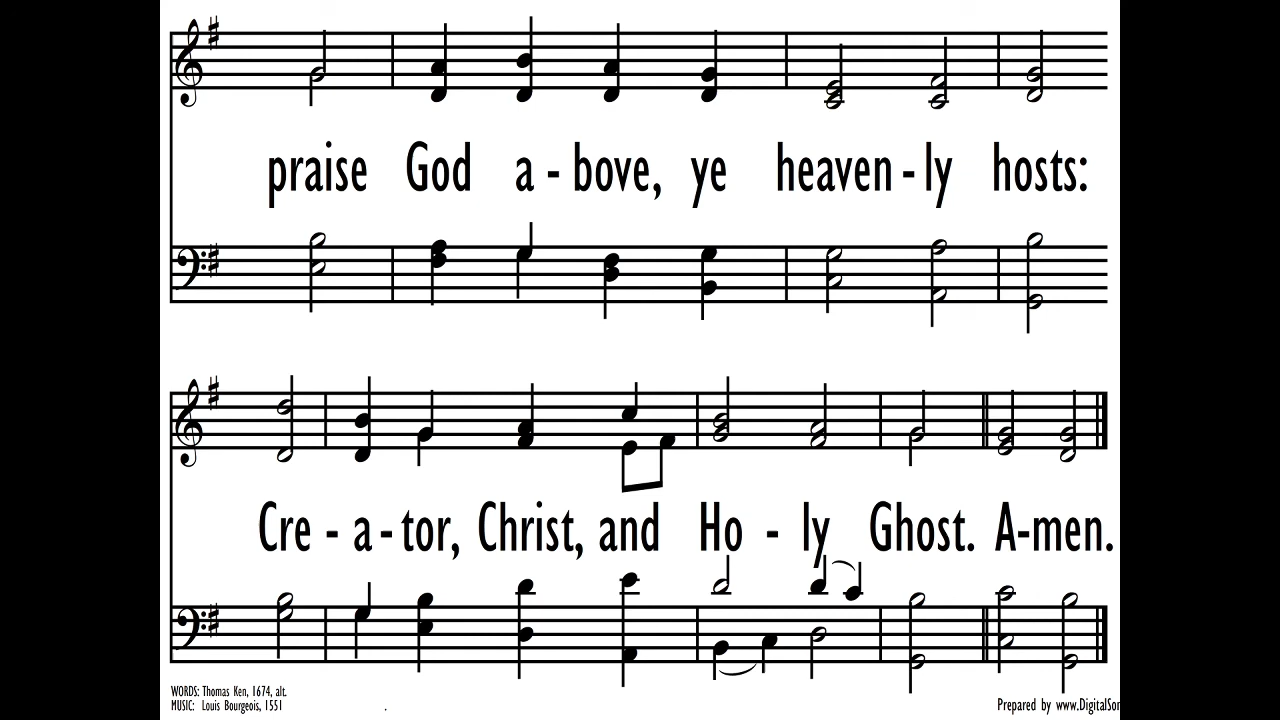 praise God a - bove, ye heaven - ly hosts:
Cre - a - tor, Christ, and Ho - ly Ghost. A-men.
WORDS: Thomas Ken, 1674, alt.
MUSIC: Louis Bourgeois, 1551
Prepared by www.DigitalSon